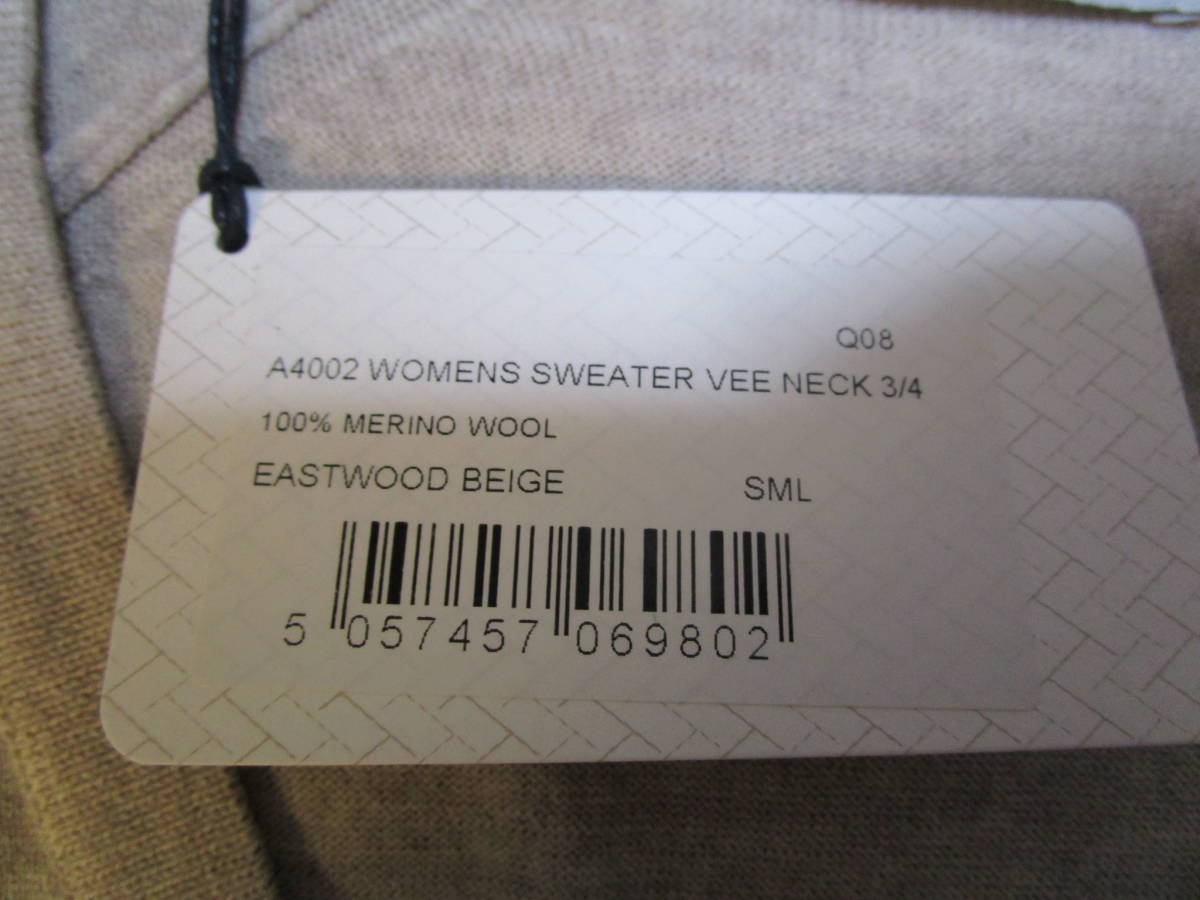 Q08
A4002 WOMENS SWEATER VEE NECK 3/4
100% MERINO WOOL
EASTWOOD BEIGE SML
5 057457 069802